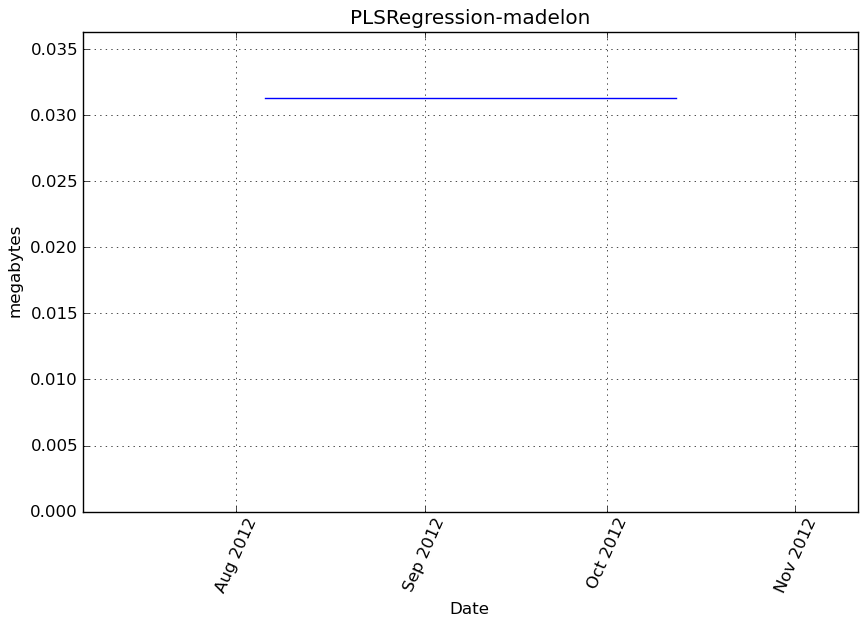 PLSRegression-madelon
0.035
0.030
0.025
0.020
0.015
0.010
0.005
0.000
megabytes
Aug 2012
Sep 2012
Oct 2012
Nov 2012
Date